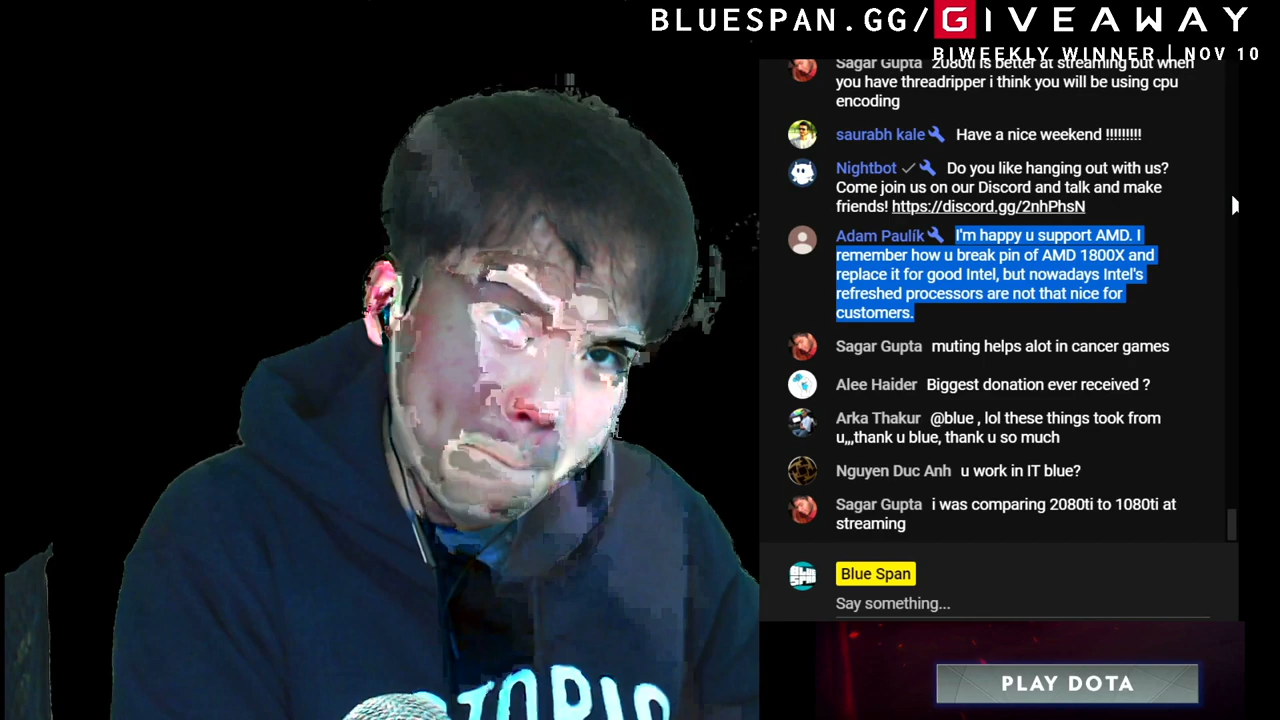 BLUESPAN.GG/GIVEAWAY
BIWEEKLY WINNER | NOV 10
Sagar Gupta 2080ti is better at streaming but when
you have threadripper i think you will be using cpu
encoding
saurabh kale Have a nice weekend !!!!!!!!!
Nightbot Do you like hanging out with us?
Come join us on our Discord and talk and make
friends! https://discord.gg/2nhPhsN
Adam Paulík I'm happy u support AMD. I
remember how u break pin of AMD 1800X and
replace it for good Intel, but nowadays Intel's
refreshed processors are not that nice for
customers.
Sagar Gupta muting helps alot in cancer games
Alee Haider Biggest donation ever received ?
Arka Thakur @blue , lol these things took from
u,,,thank u blue, thank u so much
Nguyen Duc Anh u work in IT blue?
Sagar Gupta i was comparing 2080ti to 1080ti at
streaming
Blue Span
Say something...
PLAY DOTA